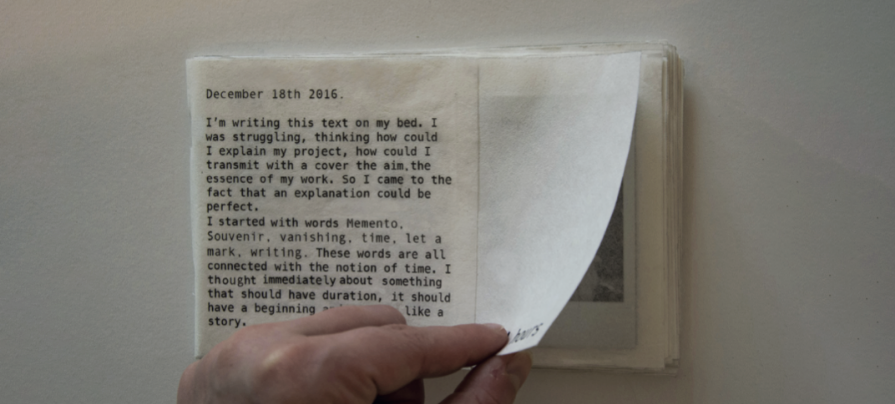 December 18th 2016.
I'm writing this text on my bed. I
was struggling, thinking how could
I explain my project, how could I
transmit with a cover the aim,the
essence of my work. So I came to the
fact that an explanation could be
perfect.
I started with words Memento,
Souvenir, vanishing, time, let a
mark, writing. These words are all
connected with the notion of time. I
thought immediately about something
that should have duration, it should
have a beginning like a
story.
hours